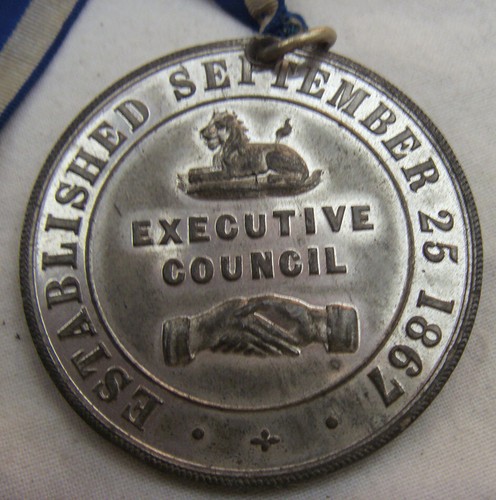 ESTABLISHED SEPTEMBER 25 1867
EXECUTIVE
COUNCIL